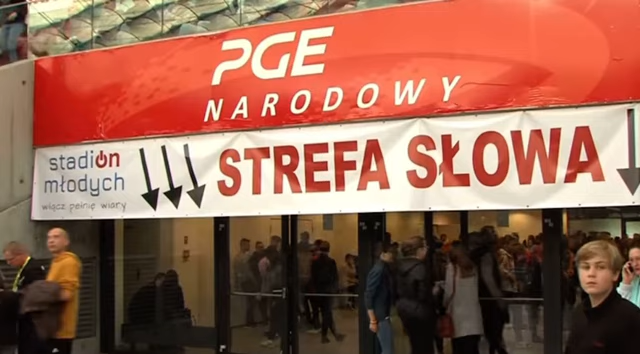 PGE
NARODOWY
stadion
młodych
włącz pełnię wiary
STREFA SŁOWA